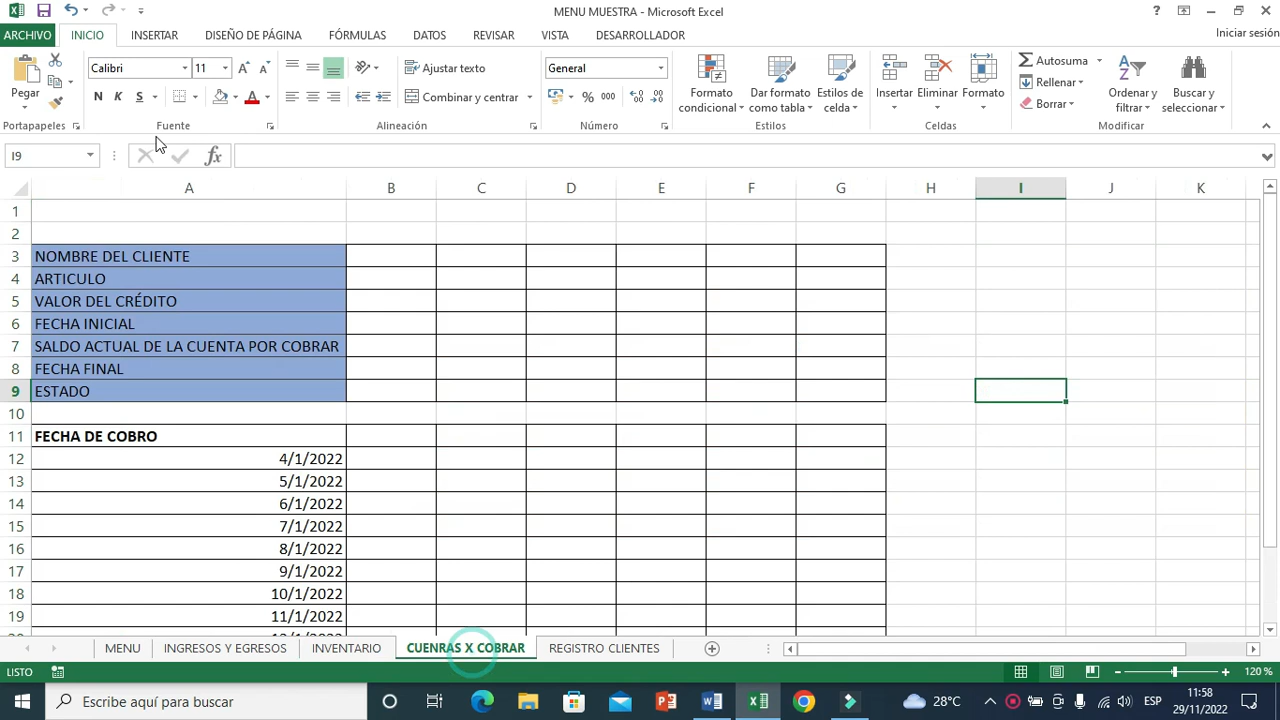 MENU MUESTRA - Microsoft Excel
?
ARCHIVO INICIO INSERTAR DISEÑO DE PÁGINA FÓRMULAS DATOS REVISAR VISTA DESARROLLADOR Iniciar sesión
Calibri 11 A A Ajustar texto General Autosuma
Pegar Formato condicional Dar formato como tabla Estilos de celda Insertar Eliminar Formato Rellenar Ordenar y filtrar Buscar y seleccionar
N K S A Combinar y centrar % 000 Borrar
Portapapeles Fuente Alineación Número Estilos Celdas Modificar
I9 fx
A B C D E F G H I J K
1
2
3 NOMBRE DEL CLIENTE
4 ARTICULO
5 VALOR DEL CRÉDITO
6 FECHA INICIAL
7 SALDO ACTUAL DE LA CUENTA POR COBRAR
8 FECHA FINAL
9 ESTADO
10
11 FECHA DE COBRO
12 4/1/2022
13 5/1/2022
14 6/1/2022
15 7/1/2022
16 8/1/2022
17 9/1/2022
18 10/1/2022
19 11/1/2022
MENU INGRESOS Y EGRESOS INVENTARIO CUENRAS X COBRAR REGISTRO CLIENTES
LISTO 120 %
Escribe aquí para buscar 28°C ESP 11:58
29/11/2022